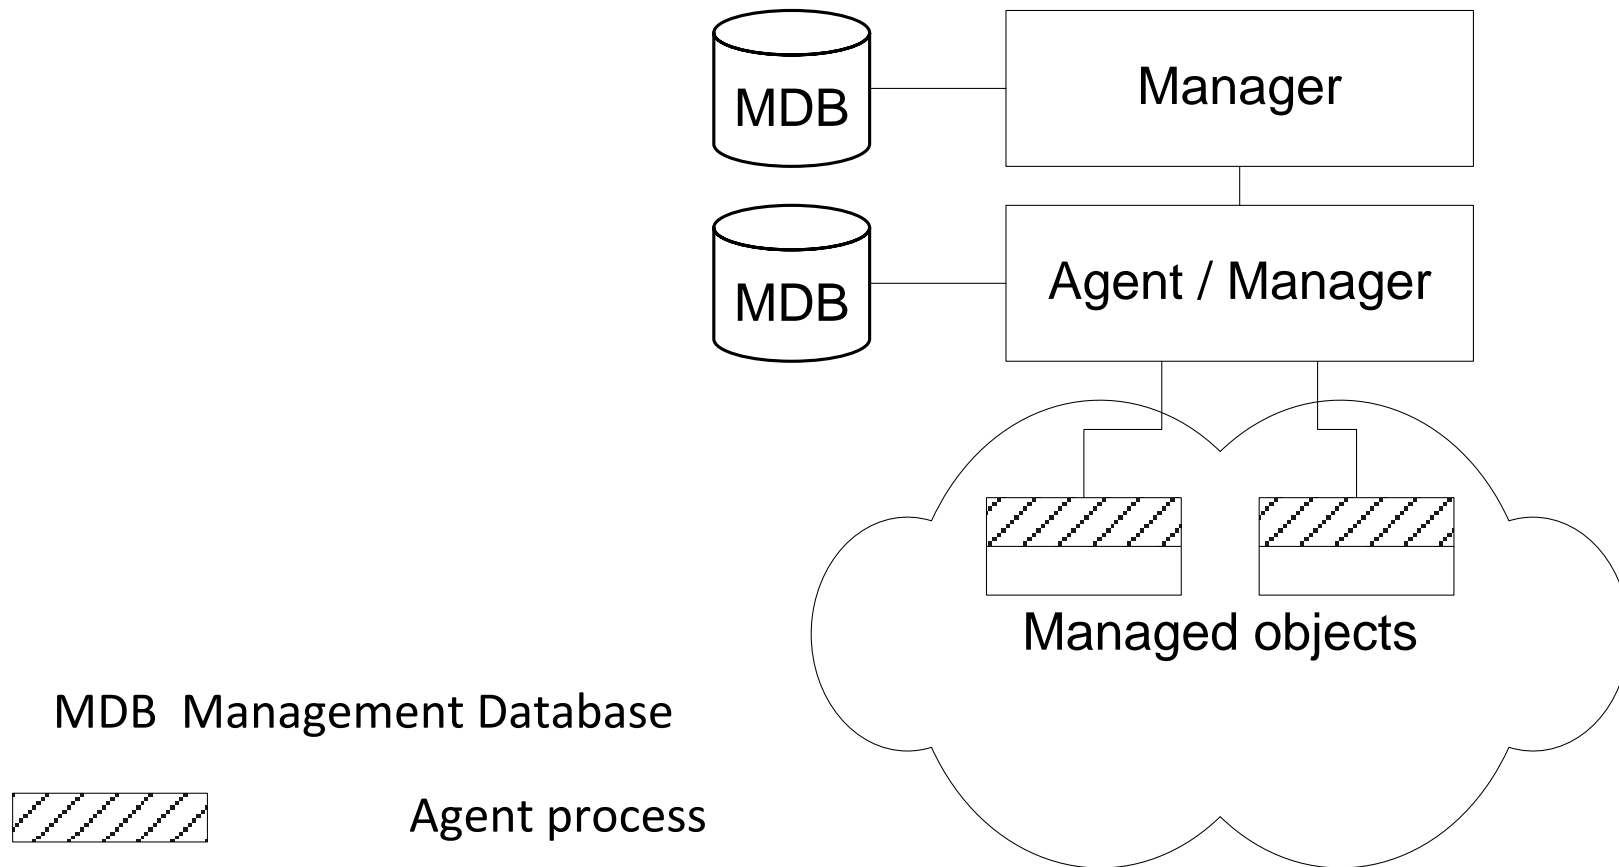 MDB
Manager
MDB
Agent / Manager
Managed objects
MDB Management Database
Agent process